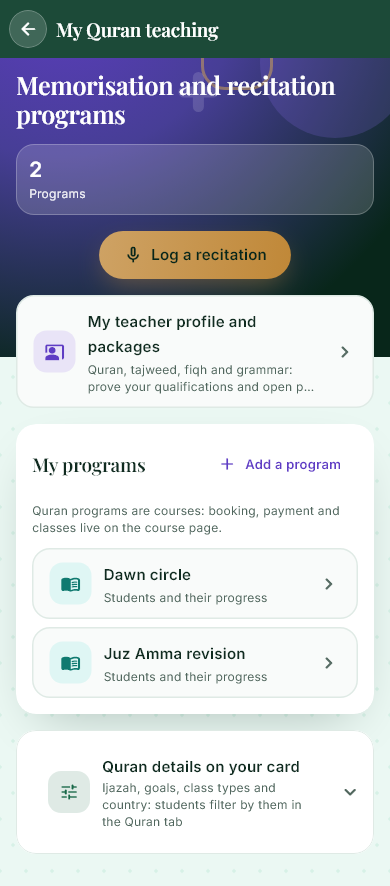 My Quran teaching
Memorisation and recitation
programs
2
Programs
Log a recitation
My teacher profile and
packages
Quran, tajweed, fiqh and grammar:
prove your qualifications and open p...
My programs
Add a program
Quran programs are courses: booking, payment and
classes live on the course page.
Dawn circle
Students and their progress
Juz Amma revision
Students and their progress
Quran details on your card
Ijazah, goals, class types and
country: students filter by them in
the Quran tab